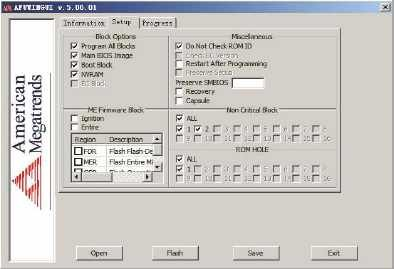 AFUWINGUI v.5.00.01
Information Setup Progress
American
Megatrends
Block Options
Program All Blocks
Main BIOS Image
Boot Block
NVRAM
EC Block
Miscellaneous
Do Not Check ROM ID
Check EC Version
Restart After Programming
Preserve Setup
Preserve SMBIOS
Recovery
Capsule
ME Firmware Block
Ignition
Entire
Region Description
FDR Flash Flash-De
MER Flash Entire Mi
Non Critical Block
ALL
1 2 3 4 5 6 7 8
9 10 11 12 13 14 15 16
ROM HOLE
ALL
1 2 3 4 5 6 7 8
9 10 11 12 13 14 15 16
Open Flash Save Exit